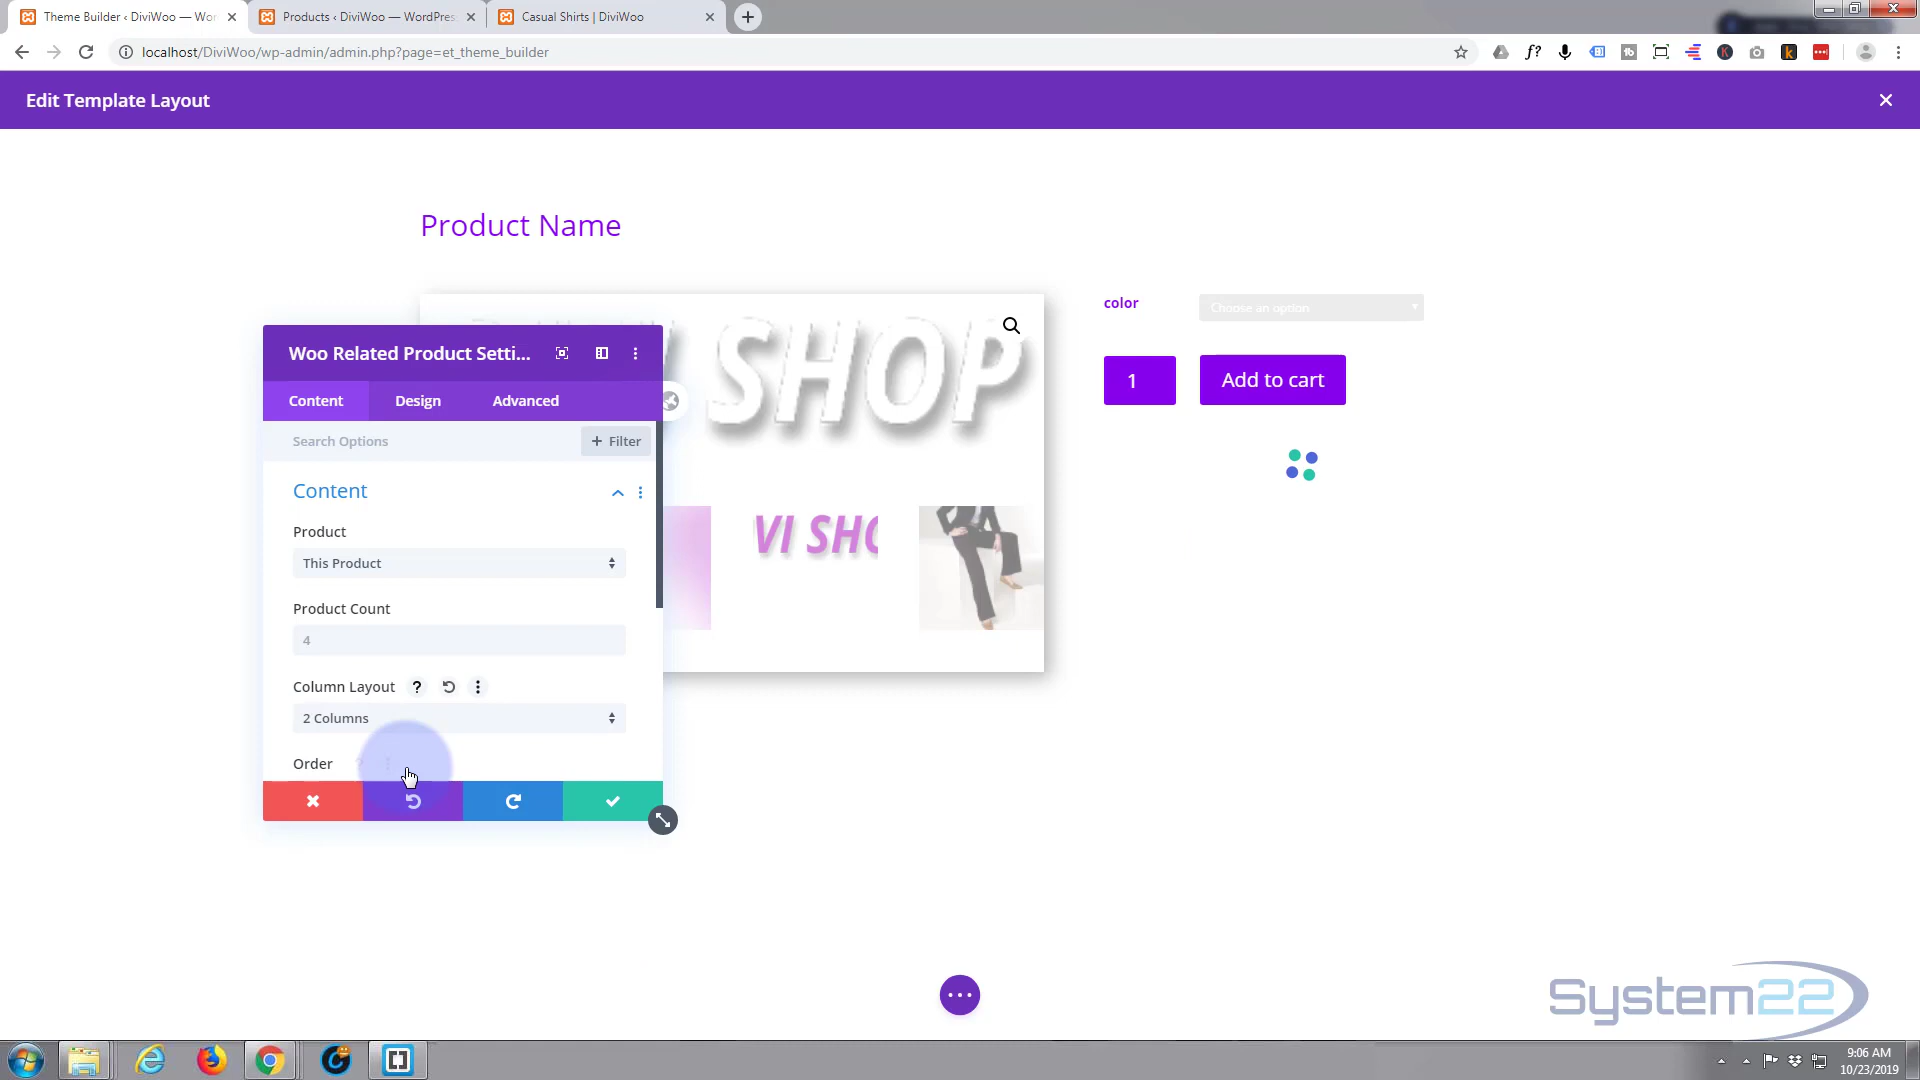 Theme Builder ‹ DiviWoo — Wor
Products ‹ DiviWoo — WordPres
Casual Shirts | DiviWoo
localhost/DiviWoo/wp-admin/admin.php?page=et_theme_builder
Edit Template Layout
Product Name
color
Choose an option
SHOP
1
Add to cart
VI SHO
Woo Related Product Setti...
Content
Design
Advanced
Search Options
+ Filter
Content
Product
This Product
Product Count
4
Column Layout ?
2 Columns
Order
System22
9:06 AM
10/23/2019